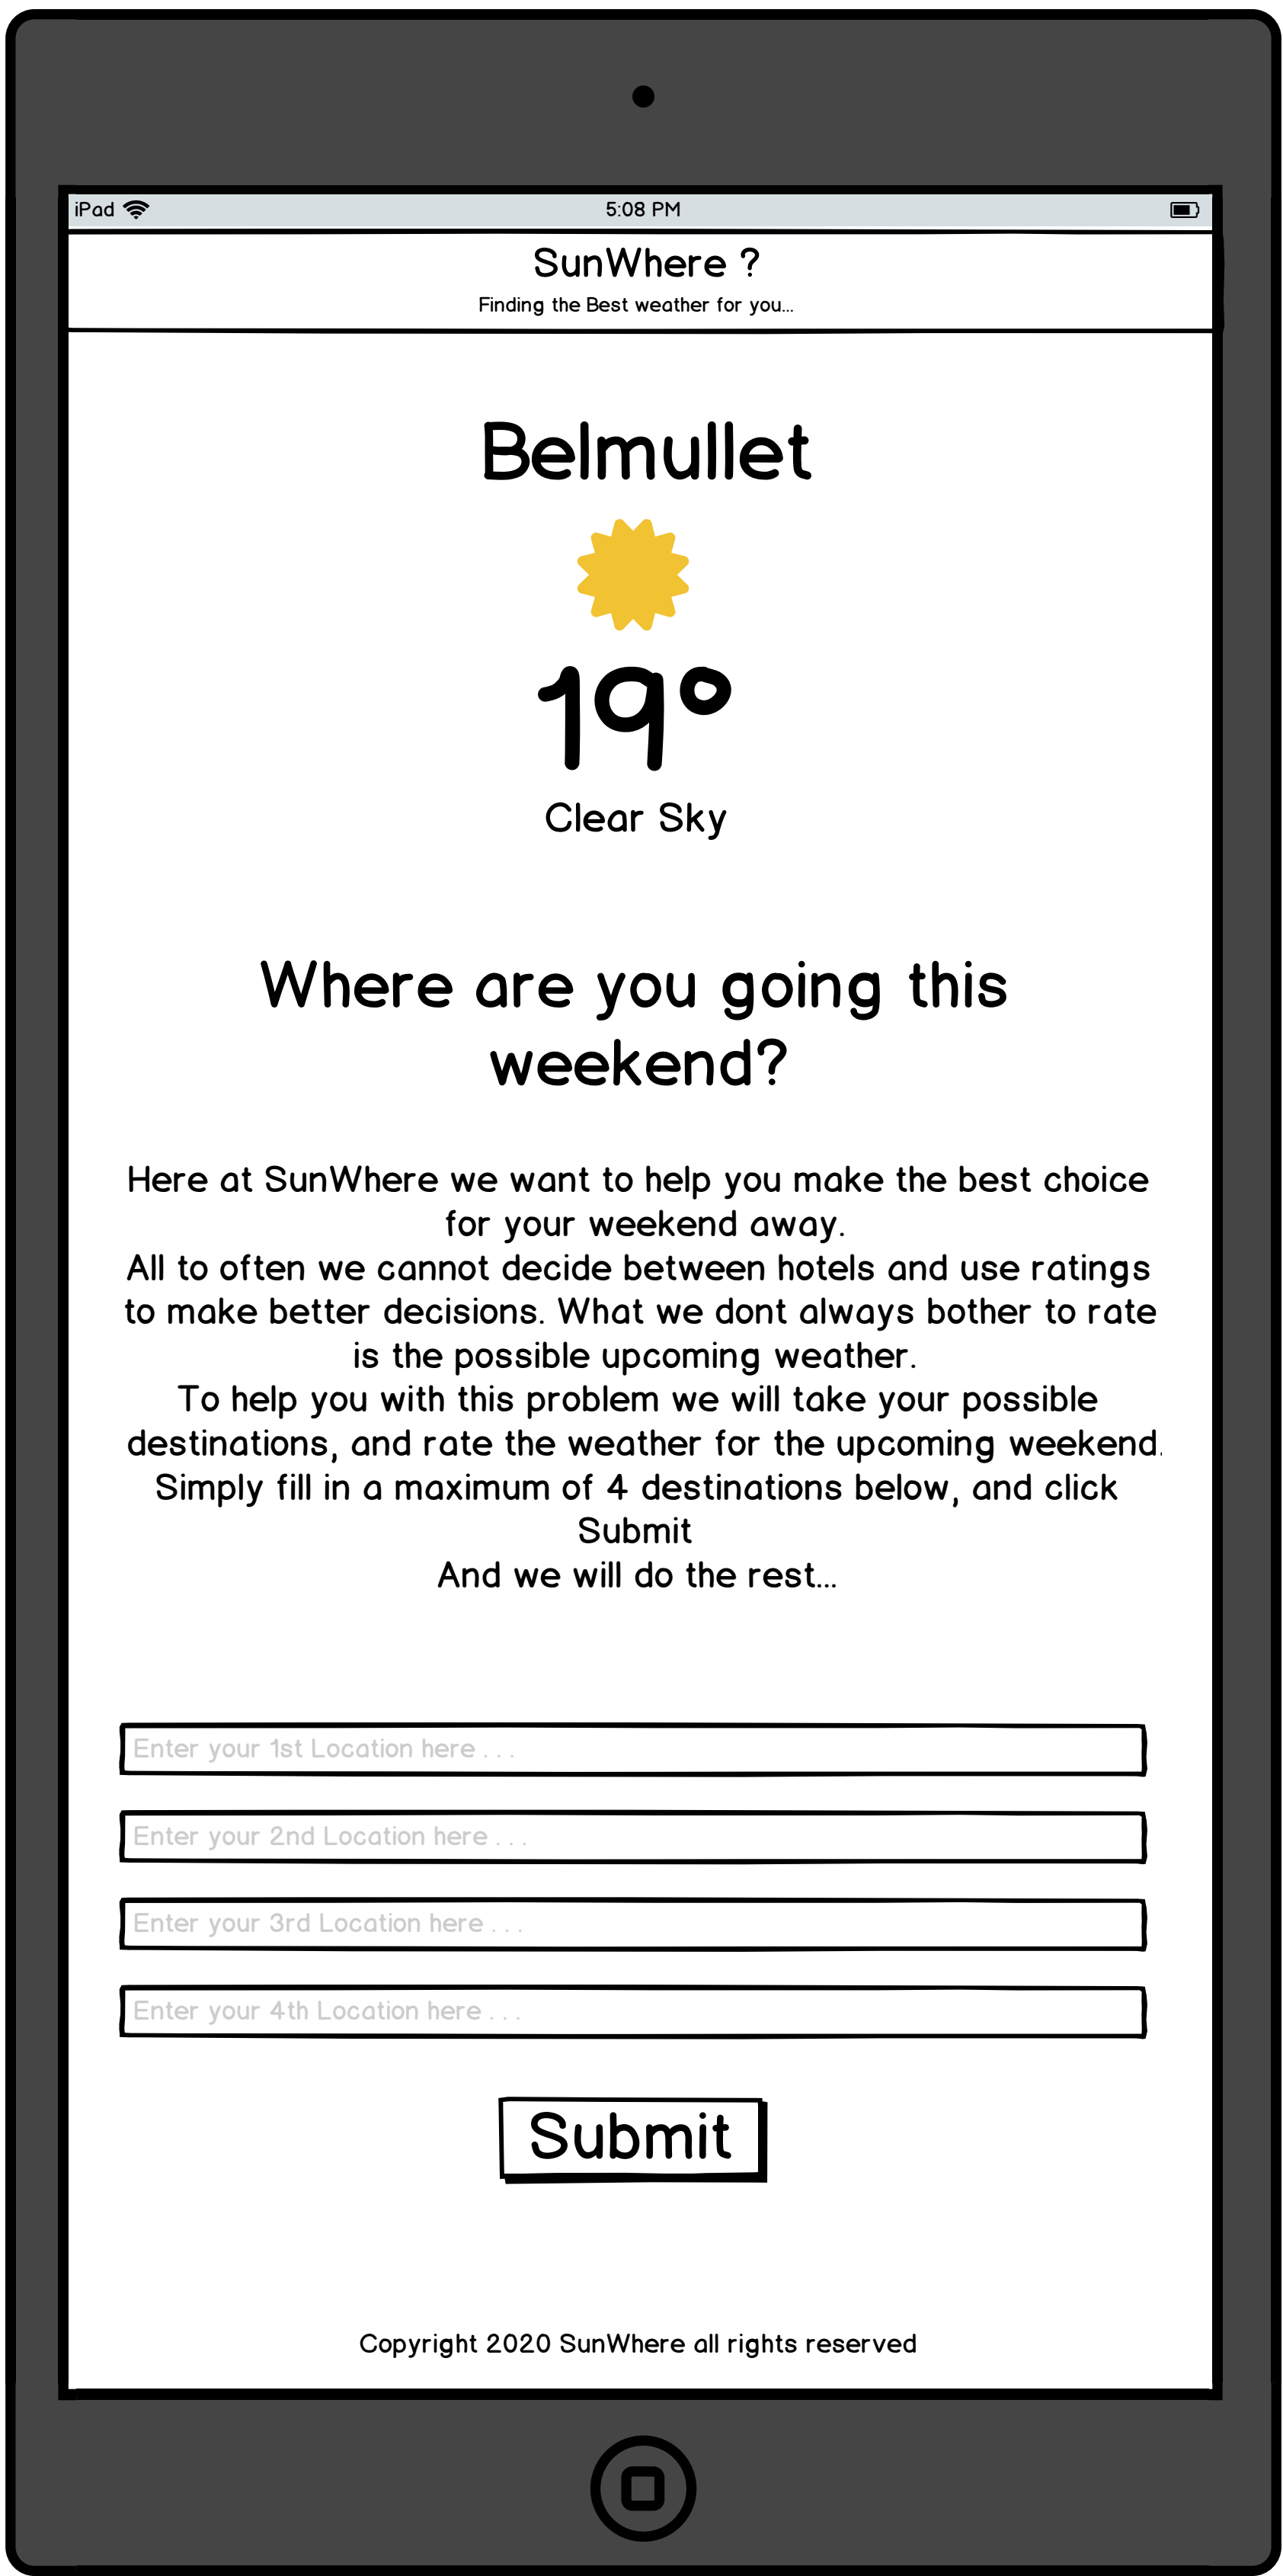 iPad 5:08 PM
SunWhere ?
Finding the Best weather for you...
Belmullet
19°
Clear Sky
Where are you going this
weekend?
Here at SunWhere we want to help you make the best choice
for your weekend away.
All to often we cannot decide between hotels and use ratings
to make better decisions. What we dont always bother to rate
is the possible upcoming weather.
To help you with this problem we will take your possible
destinations, and rate the weather for the upcoming weekend.
Simply fill in a maximum of 4 destinations below, and click
Submit
And we will do the rest...
Enter your 1st Location here . . .
Enter your 2nd Location here . . .
Enter your 3rd Location here . . .
Enter your 4th Location here . . .
Submit
Copyright 2020 SunWhere all rights reserved